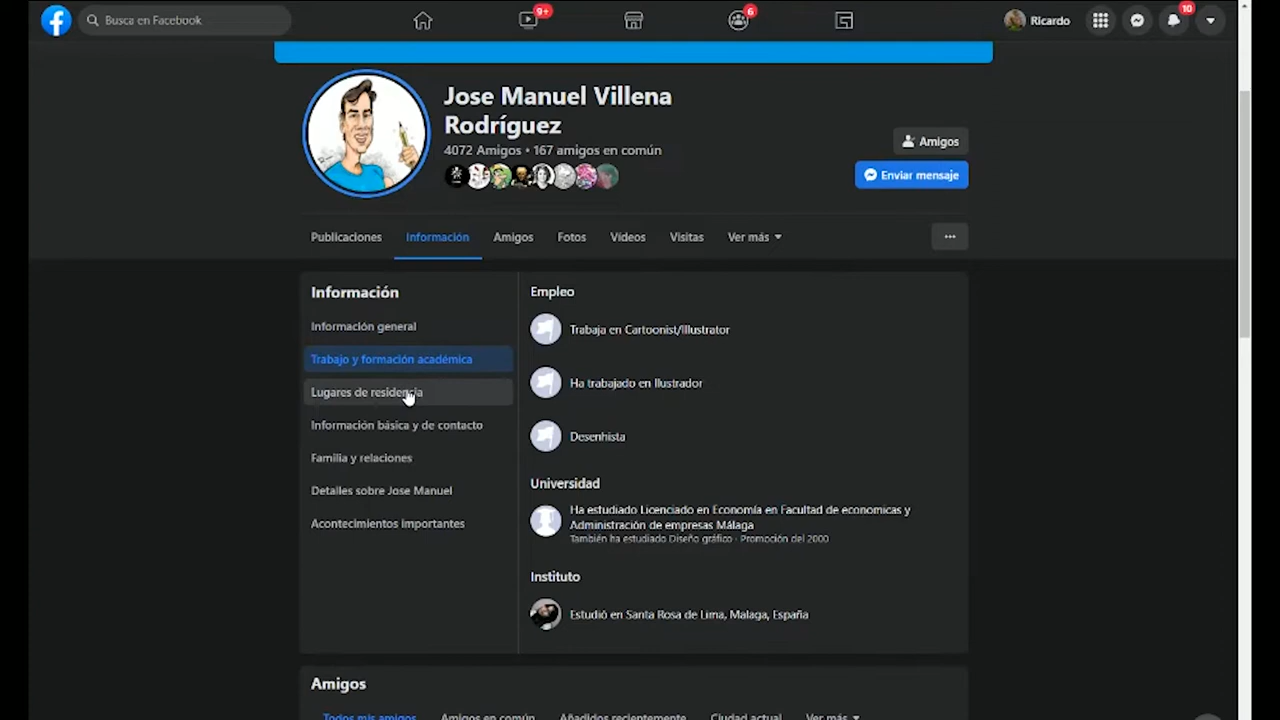 Busca en Facebook
9+
6
Ricardo
10
Jose Manuel Villena
Rodríguez
4072 Amigos • 167 amigos en común
Amigos
Enviar mensaje
Publicaciones
Información
Amigos
Fotos
Vídeos
Visitas
Ver más
Información
Información general
Trabajo y formación académica
Lugares de residencia
Información básica y de contacto
Familia y relaciones
Detalles sobre Jose Manuel
Acontecimientos importantes
Empleo
Trabaja en Cartoonist/Illustrator
Ha trabajado en Ilustrador
Desenhista
Universidad
Ha estudiado Licenciado en Economía en Facultad de economicas y
Administración de empresas Málaga
También ha estudiado Diseño gráfico · Promoción del 2000
Instituto
Estudió en Santa Rosa de Lima, Malaga, España
Amigos
Todos mis amigos
Amigos en común
Añadidos recientemente
Ciudad actual
Ver más